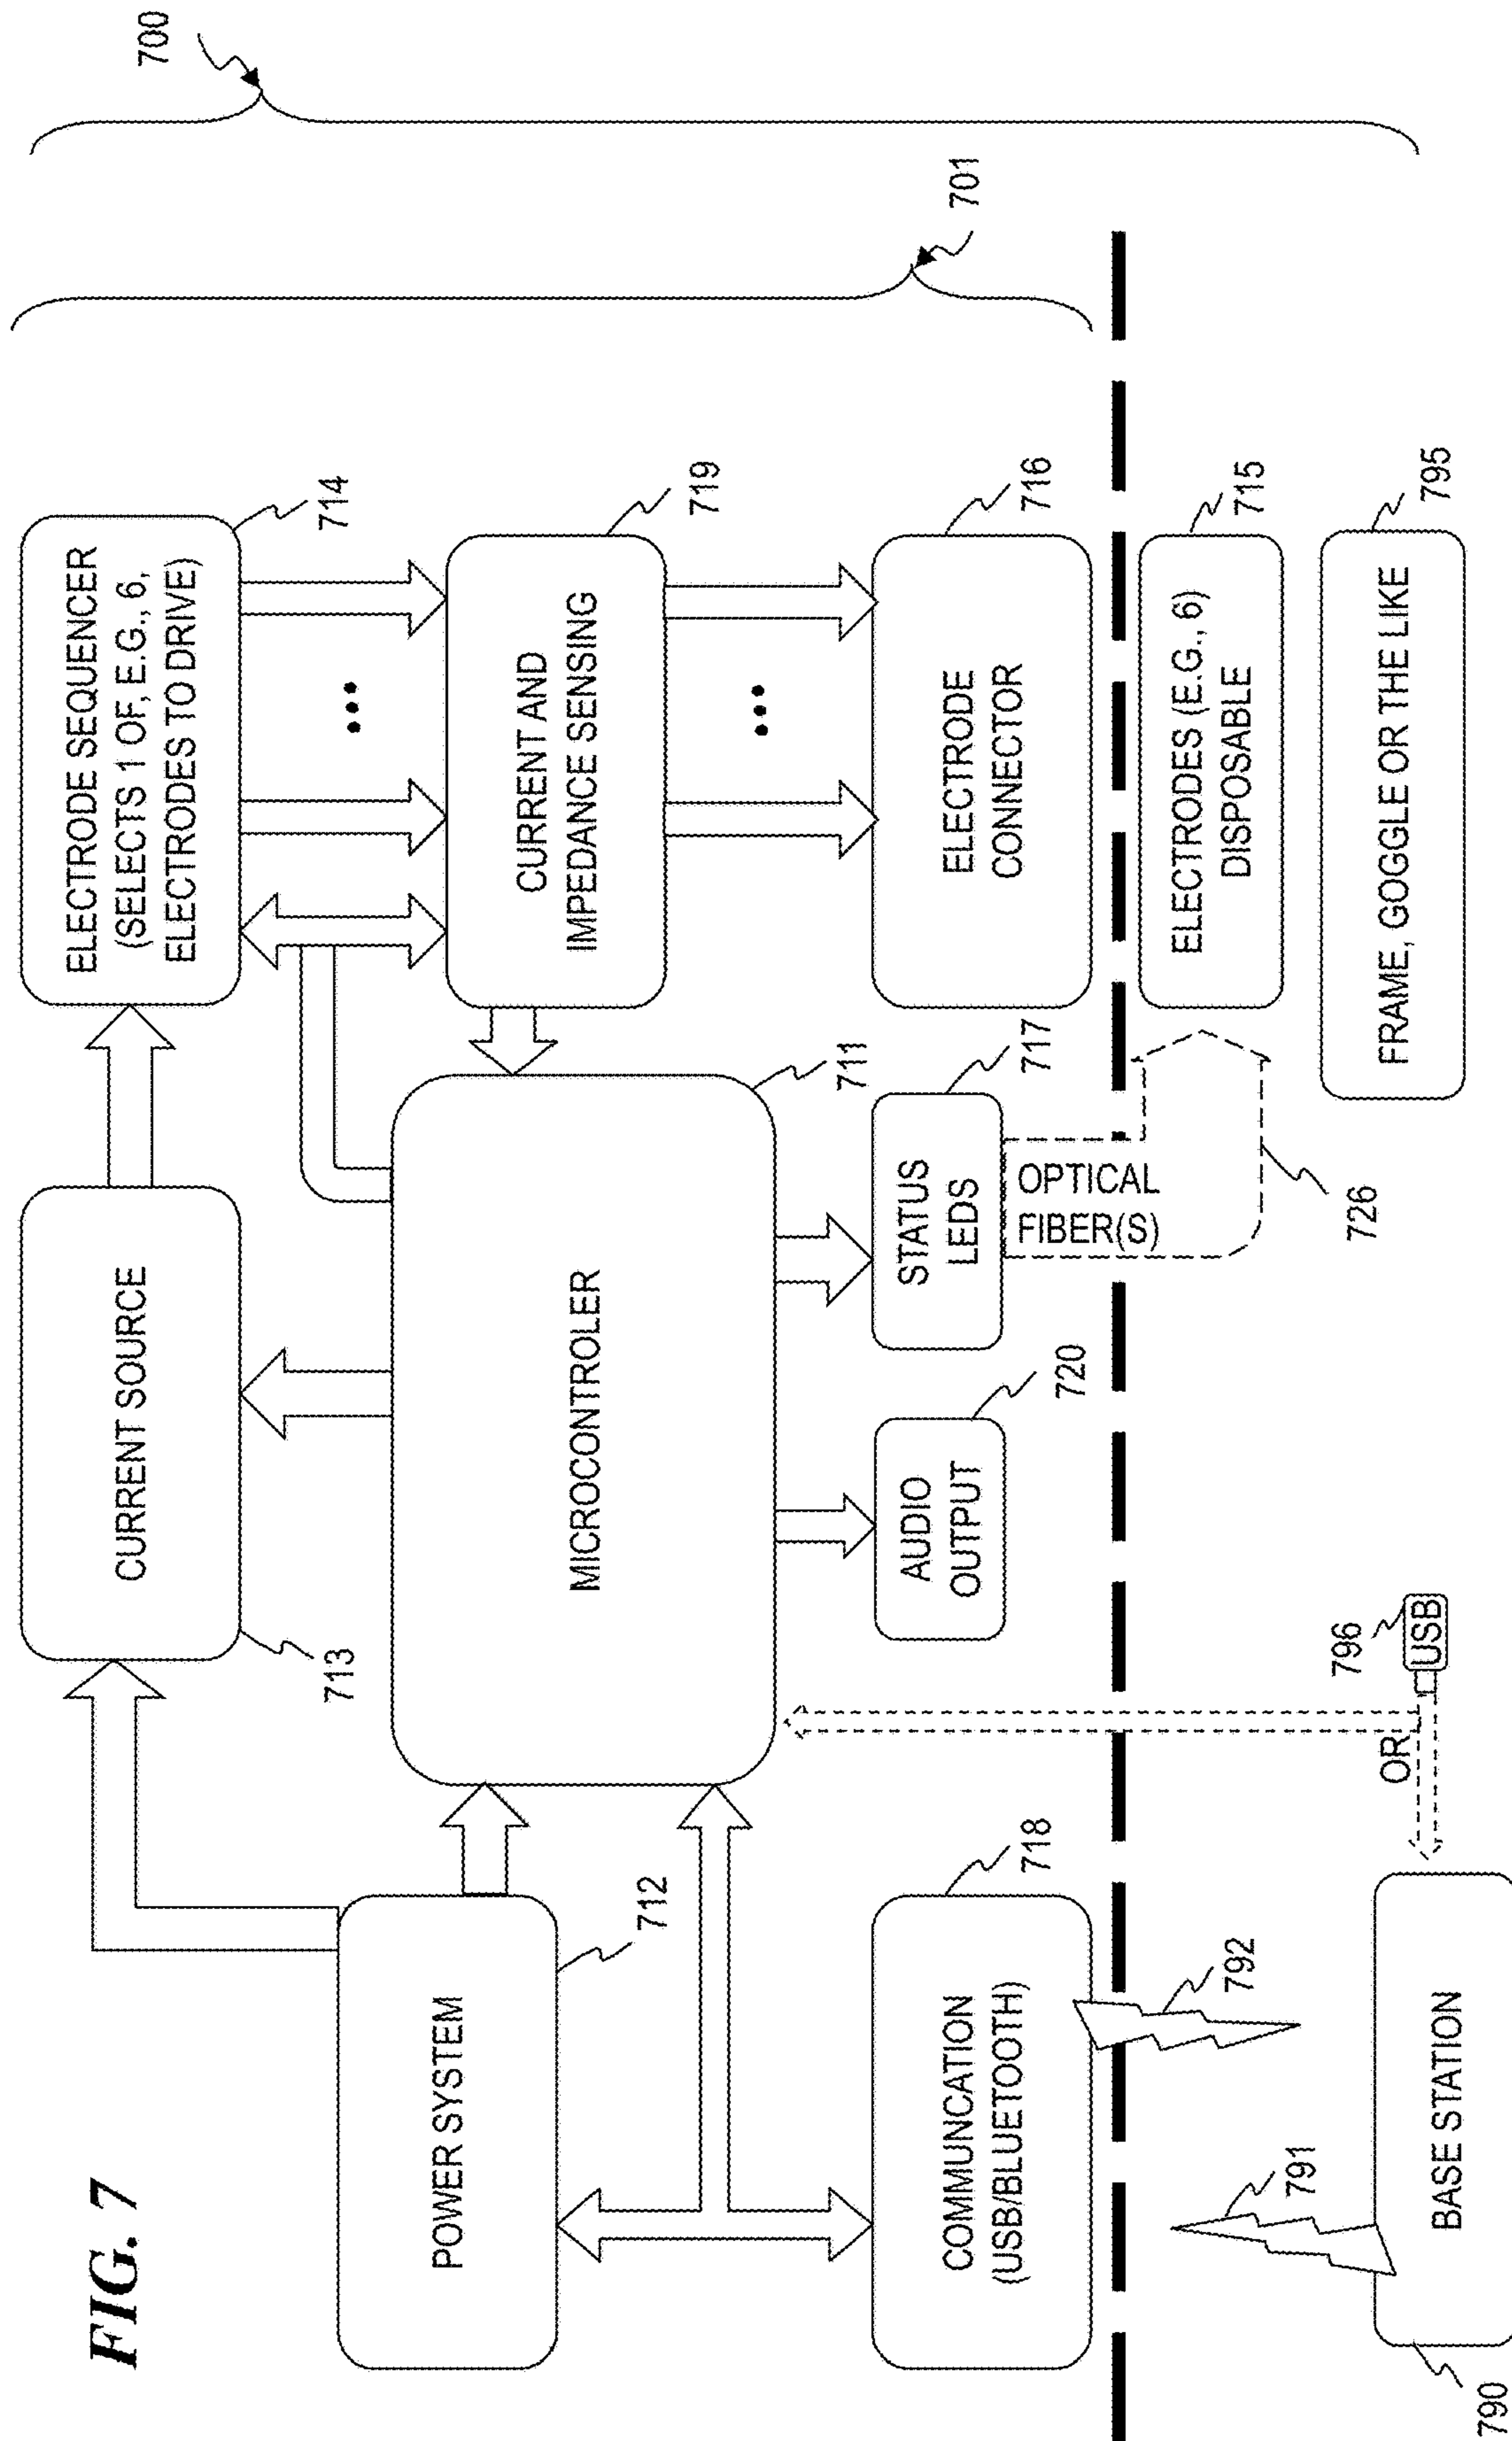 FIG. 7
700
701
CURRENT SOURCE
713
ELECTRODE SEQUENCER
(SELECTS 1 OF, E.G., 6,
ELECTRODES TO DRIVE)
714
POWER SYSTEM
712
MICROCONTROLER
711
CURRENT AND
IMPEDANCE SENSING
719
COMMUNCATION
(USB/BLUETOOTH)
718
AUDIO
OUTPUT
720
STATUS
LEDS
717
ELECTRODE
CONNECTOR
716
OPTICAL
FIBER(S)
726
ELECTRODES (E.G., 6)
DISPOSABLE
715
791
792
OR
USB
796
BASE STATION
790
FRAME, GOGGLE OR THE LIKE
795